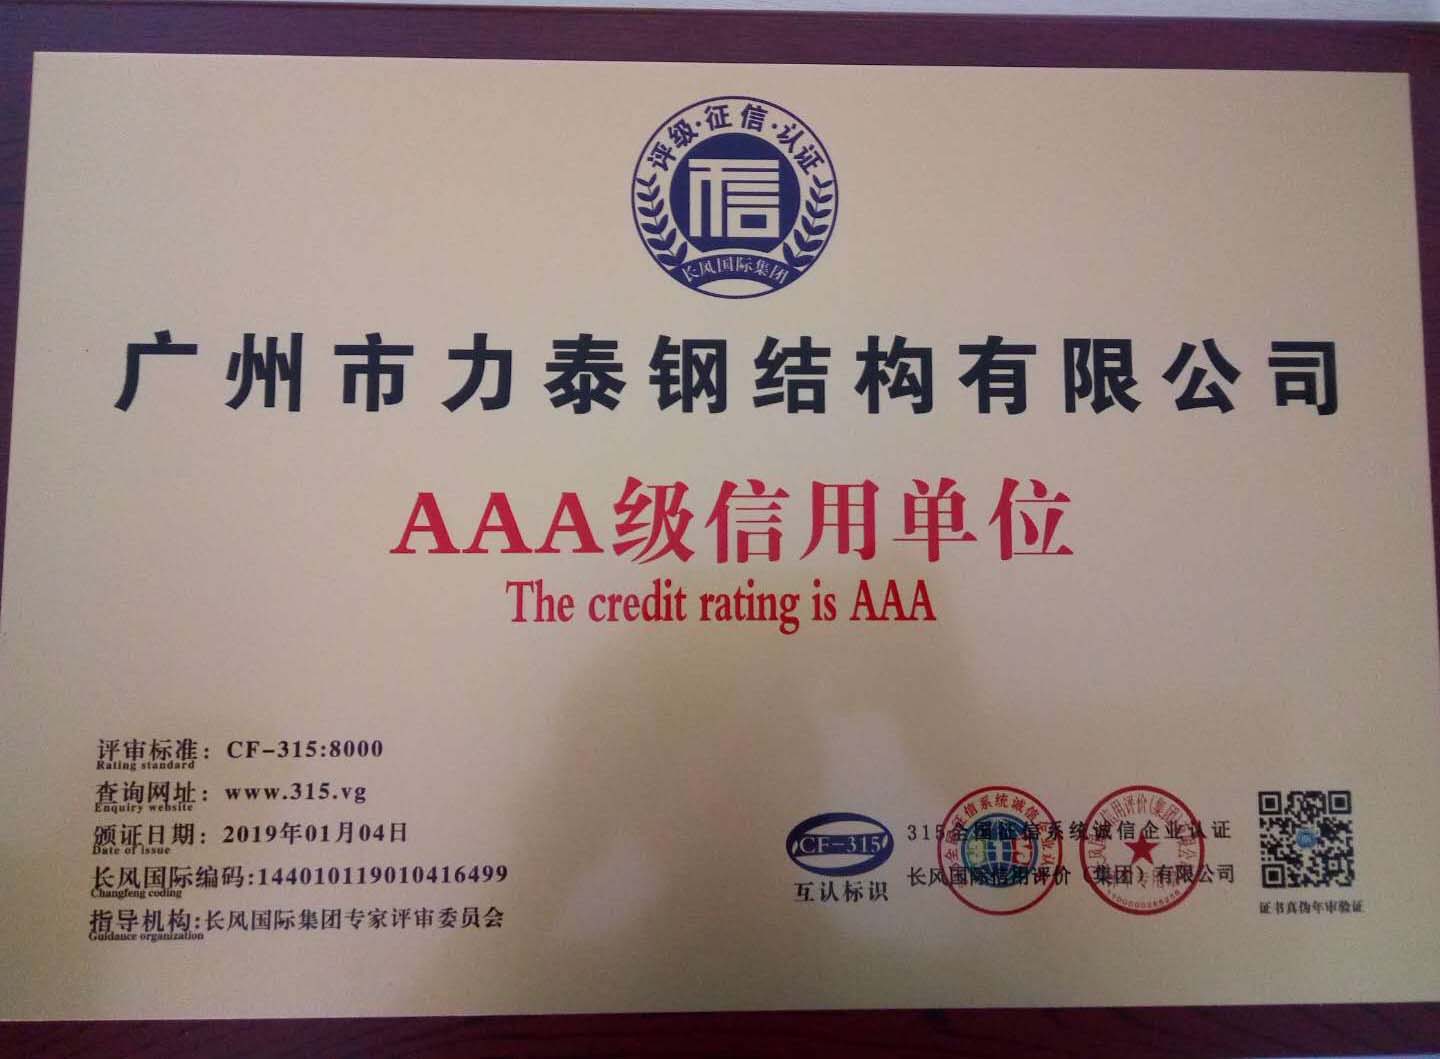 评级·征信·认证
信
长风国际集团
广州市力泰钢结构有限公司
AAA级信用单位
The credit rating is AAA
评审标准：CF-315:8000
Rating standard
查询网址：www.315.vg
Enquiry website
颁证日期：2019年01月04日
Date of issue
长风国际编码:144010119010416499
Changfeng coding
指导机构:长风国际集团专家评审委员会
Guidance organization
CF-315
互认标识
315全国征信系统诚信企业认证
长风国际信用评价（集团）有限公司
315
证书真伪年审验证